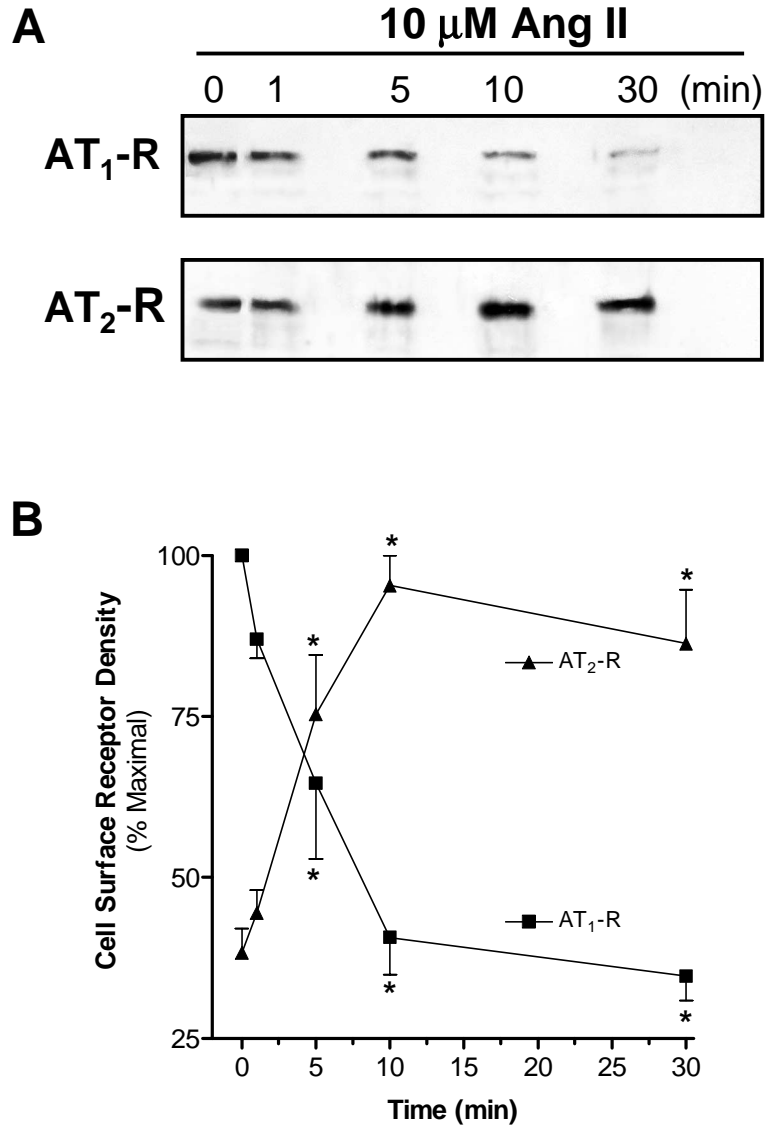 A
10 μM Ang II
0 1 5 10 30 (min)
AT₁-R
AT₂-R
B
Cell Surface Receptor Density
(% Maximal)
100
75
50
25
*
*
*
*
*
*
AT₂-R
AT₁-R
0 5 10 15 20 25 30
Time (min)